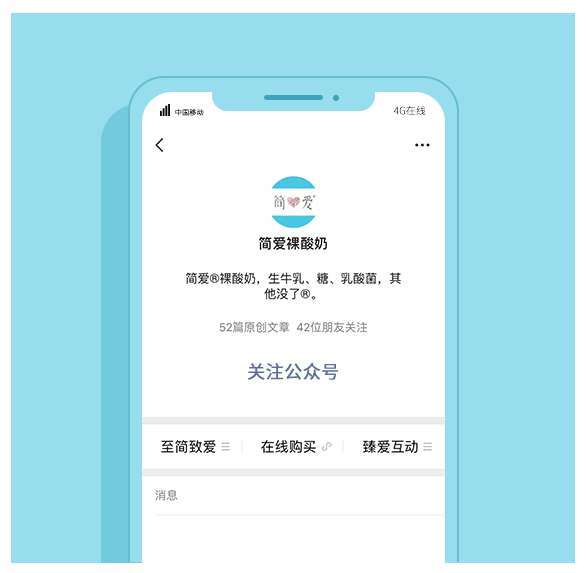 中国移动
4G在线
简爱®
简爱裸酸奶
简爱®裸酸奶，生牛乳、糖、乳酸菌，其
他没了®。
52篇原创文章 42位朋友关注
关注公众号
至简致爱 在线购买 臻爱互动
消息